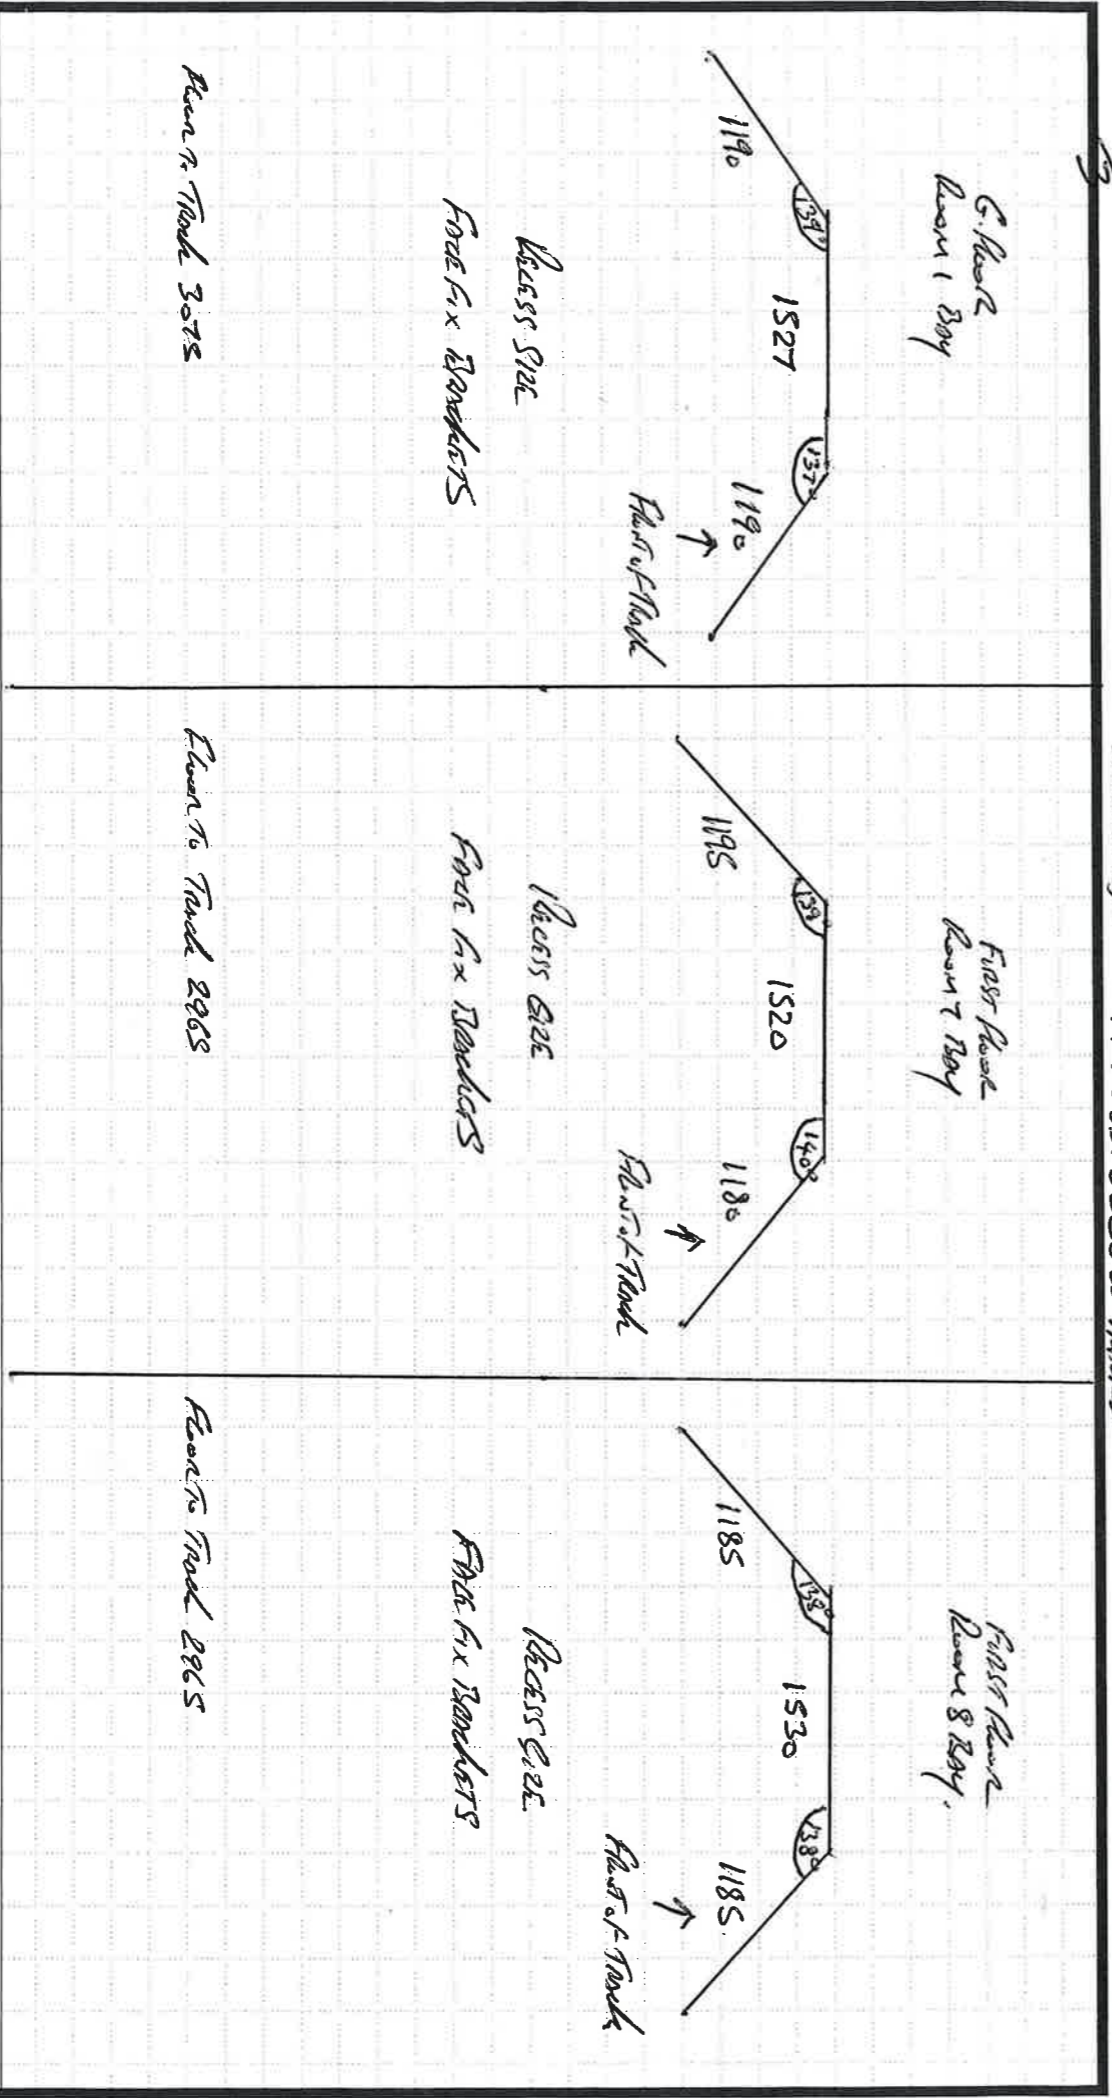 G. Floor
Room 1 Bay
1190
139°
1527
137°
1190
Front of Track
Recess Size
Face Fix Brackets
Floor To Track 3075
First Floor
Room 7 Bay
1195
139°
1520
140°
1180
Front of Track
Recess Size
Face Fix Brackets
Floor To Track 2965
First Floor
Room 8 Bay.
1185
138°
1530
138°
1185.
Front of Track
Recess Size
Face Fix Brackets
Floor To Track 2965